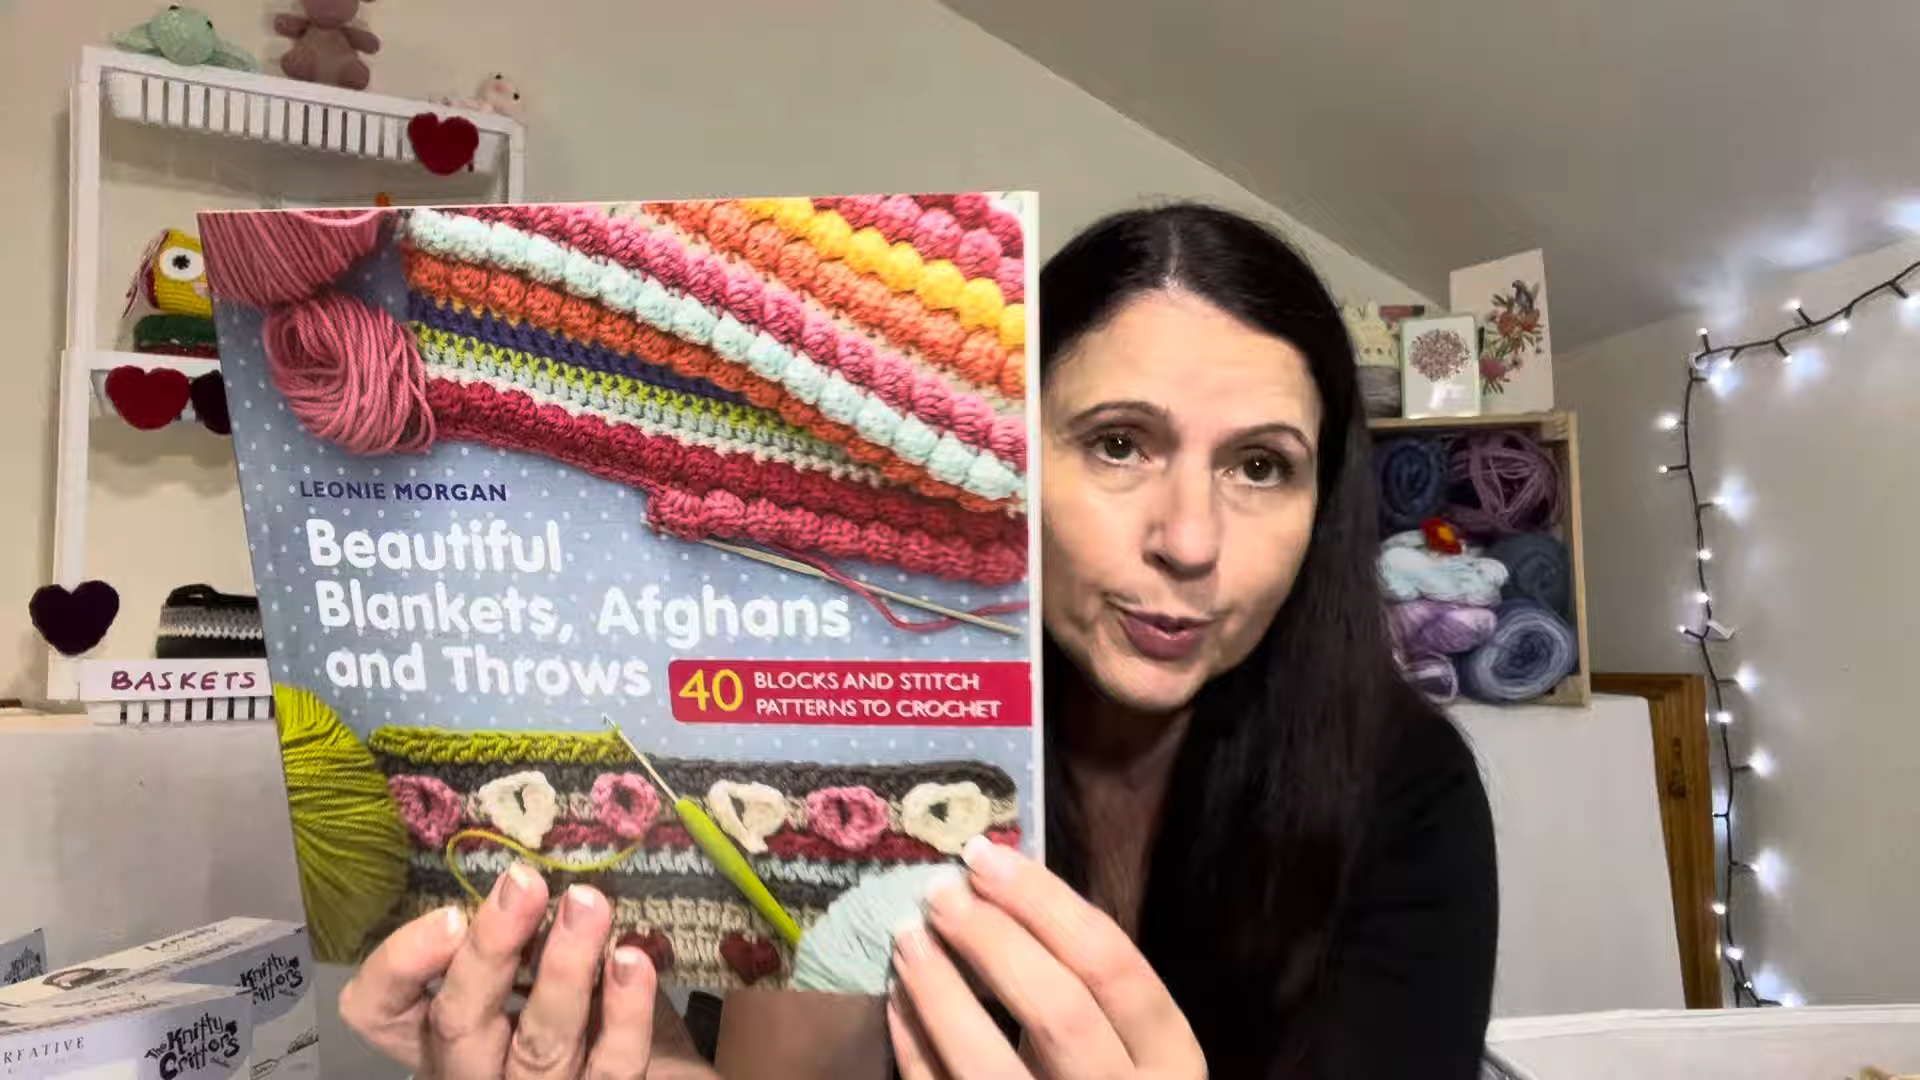 LEONIE MORGAN
Beautiful
Blankets, Afghans
and Throws
40 BLOCKS AND STITCH
PATTERNS TO CROCHET
BASKETS
Knitty
Critters
REATIVE
The Knitty
Critters